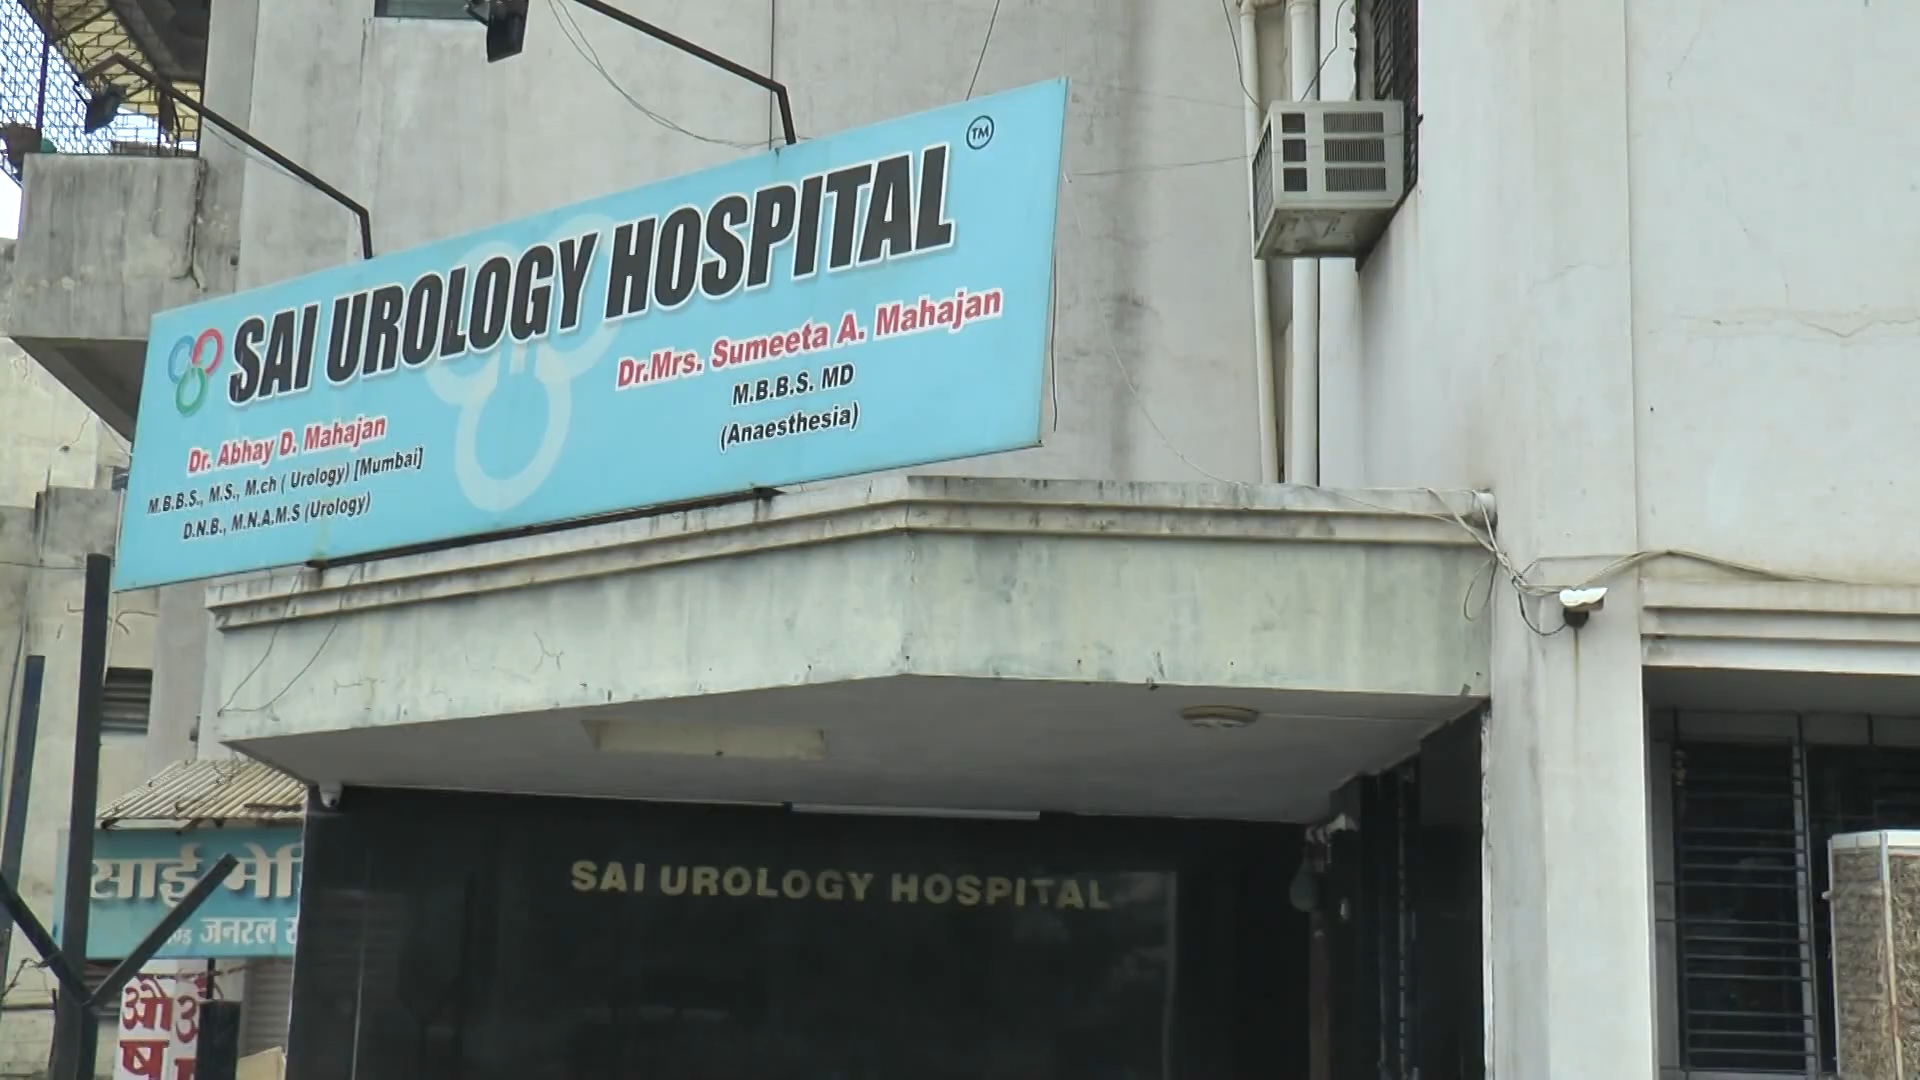 TM
SAI UROLOGY HOSPITAL
Dr. Abhay D. Mahajan
M.B.B.S., M.S., M.ch ( Urology) [Mumbai]
D.N.B., M.N.A.M.S (Urology)
Dr.Mrs. Sumeeta A. Mahajan
M.B.B.S. MD
(Anaesthesia)
SAI UROLOGY HOSPITAL
साई
जनरल